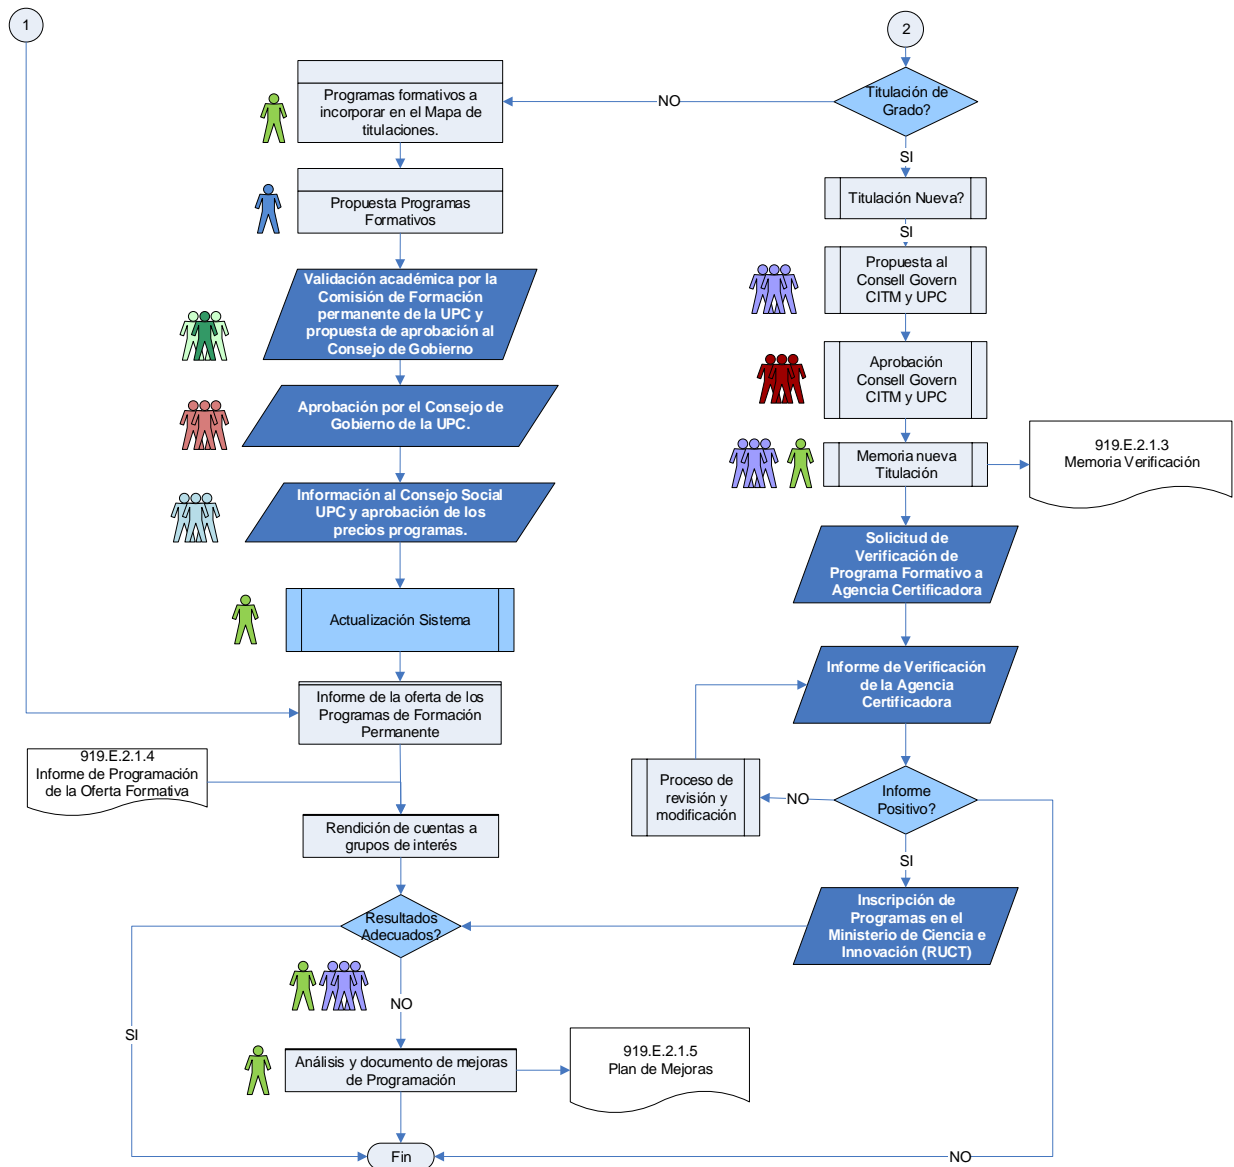 1
2
Titulación de
Grado?
NO
SI
Programas formativos a
incorporar en el Mapa de
titulaciones.
Propuesta Programas
Formativos
Validación académica por la
Comisión de Formación
permanente de la UPC y
propuesta de aprobación al
Consejo de Gobierno
Aprobación por el Consejo de
Gobierno de la UPC.
Información al Consejo Social
UPC y aprobación de los
precios programas.
Actualización Sistema
Informe de la oferta de los
Programas de Formación
Permanente
919.E.2.1.4
Informe de Programación
de la Oferta Formativa
Rendición de cuentas a
grupos de interés
Resultados
Adecuados?
NO
SI
Análisis y documento de mejoras
de Programación
919.E.2.1.5
Plan de Mejoras
Fin
Titulación Nueva?
SI
Propuesta al
Consell Govern
CITM y UPC
Aprobación
Consell Govern
CITM y UPC
Memoria nueva
Titulación
919.E.2.1.3
Memoria Verificación
Solicitud de
Verificación de
Programa Formativo a
Agencia Certificadora
Informe de Verificación
de la Agencia
Certificadora
Proceso de
revisión y
modificación
NO
Informe
Positivo?
SI
Inscripción de
Programas en el
Ministerio de Ciencia e
Innovación (RUCT)
NO